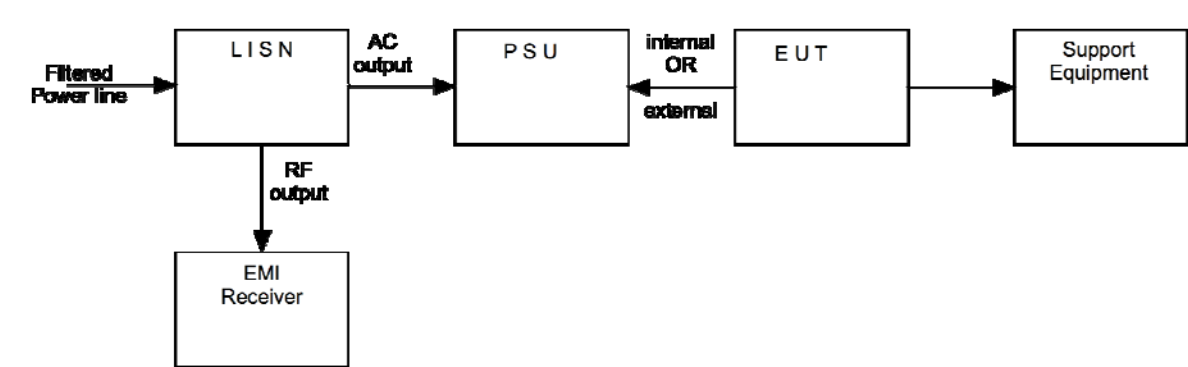 Filtered
Power line
L I S N
AC
output
P S U
internal
OR
external
E U T
Support
Equipment
RF
output
EMI
Receiver